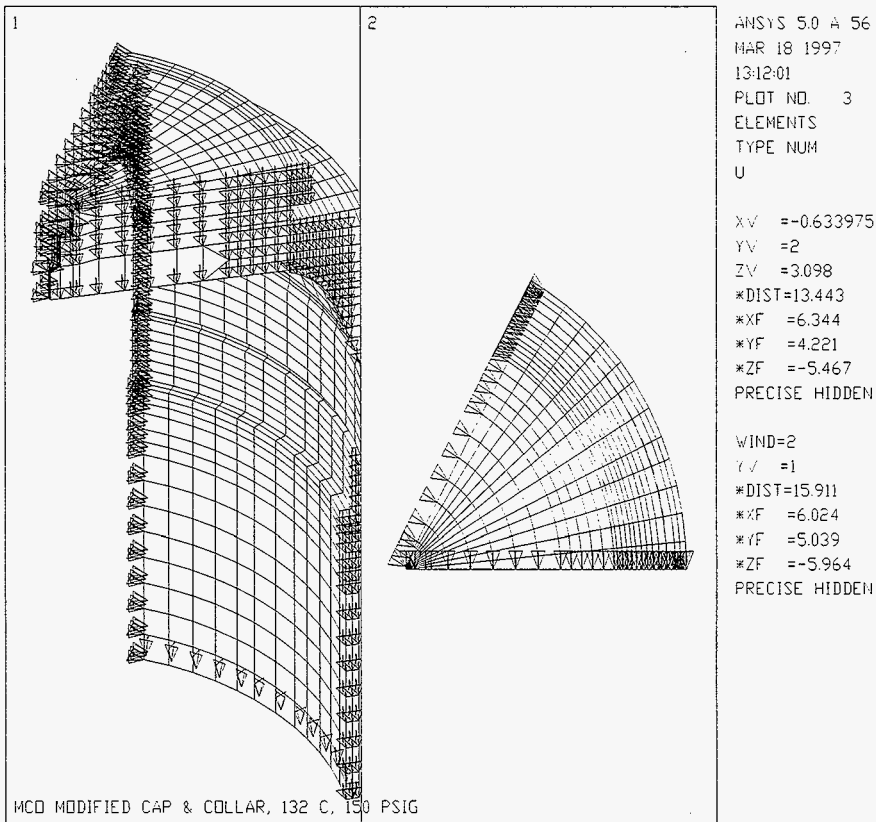 1
2
ANSYS 5.0 A 56
MAR 18 1997
13:12:01
PLOT NO. 3
ELEMENTS
TYPE NUM
U
XV =-0.633975
YV =2
ZV =3.098
*DIST=13.443
*XF =6.344
*YF =4.221
*ZF =-5.467
PRECISE HIDDEN
WIND=2
YV =1
*DIST=15.911
*XF =6.024
*YF =5.039
*ZF =-5.964
PRECISE HIDDEN
MCO MODIFIED CAP & COLLAR, 132 C, 150 PSIG